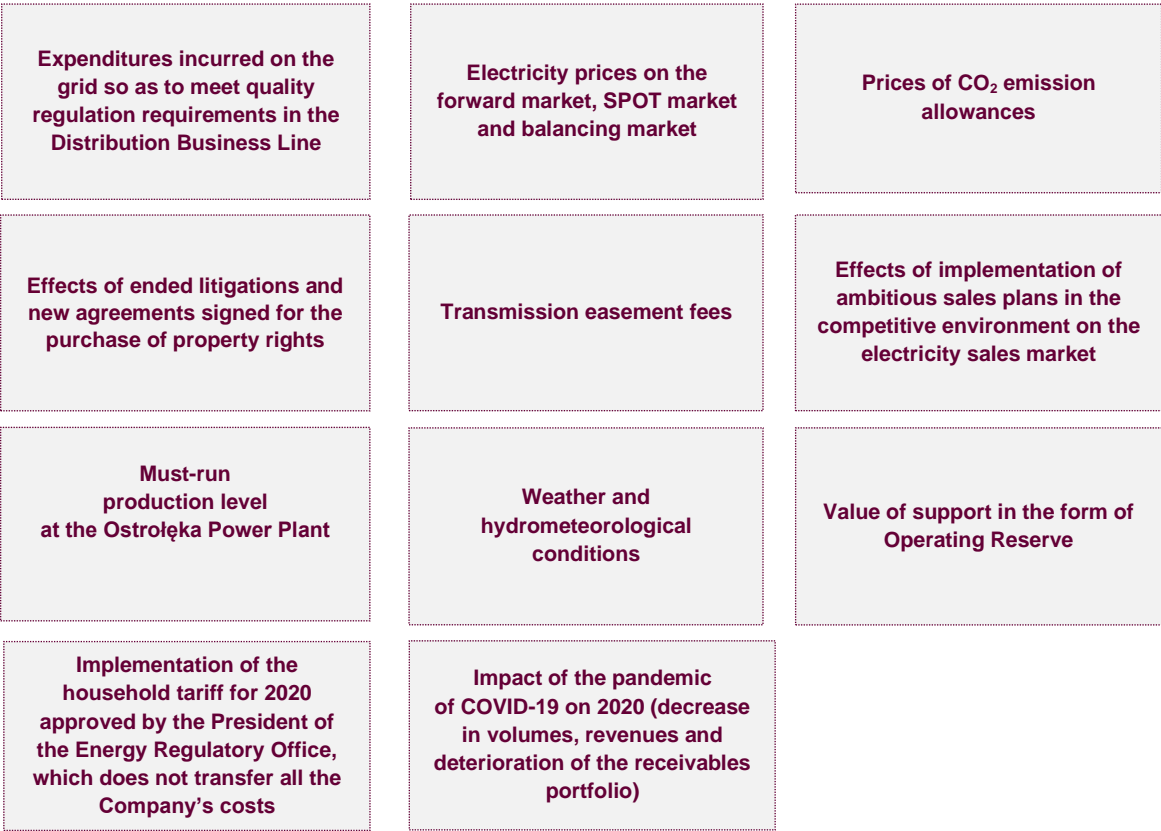 Expenditures incurred on the
grid so as to meet quality
regulation requirements in the
Distribution Business Line
Electricity prices on the
forward market, SPOT market
and balancing market
Prices of CO₂ emission
allowances
Effects of ended litigations and
new agreements signed for the
purchase of property rights
Transmission easement fees
Effects of implementation of
ambitious sales plans in the
competitive environment on the
electricity sales market
Must-run
production level
at the Ostrołęka Power Plant
Weather and
hydrometeorological
conditions
Value of support in the form of
Operating Reserve
Implementation of the
household tariff for 2020
approved by the President of
the Energy Regulatory Office,
which does not transfer all the
Company's costs
Impact of the pandemic
of COVID-19 on 2020 (decrease
in volumes, revenues and
deterioration of the receivables
portfolio)